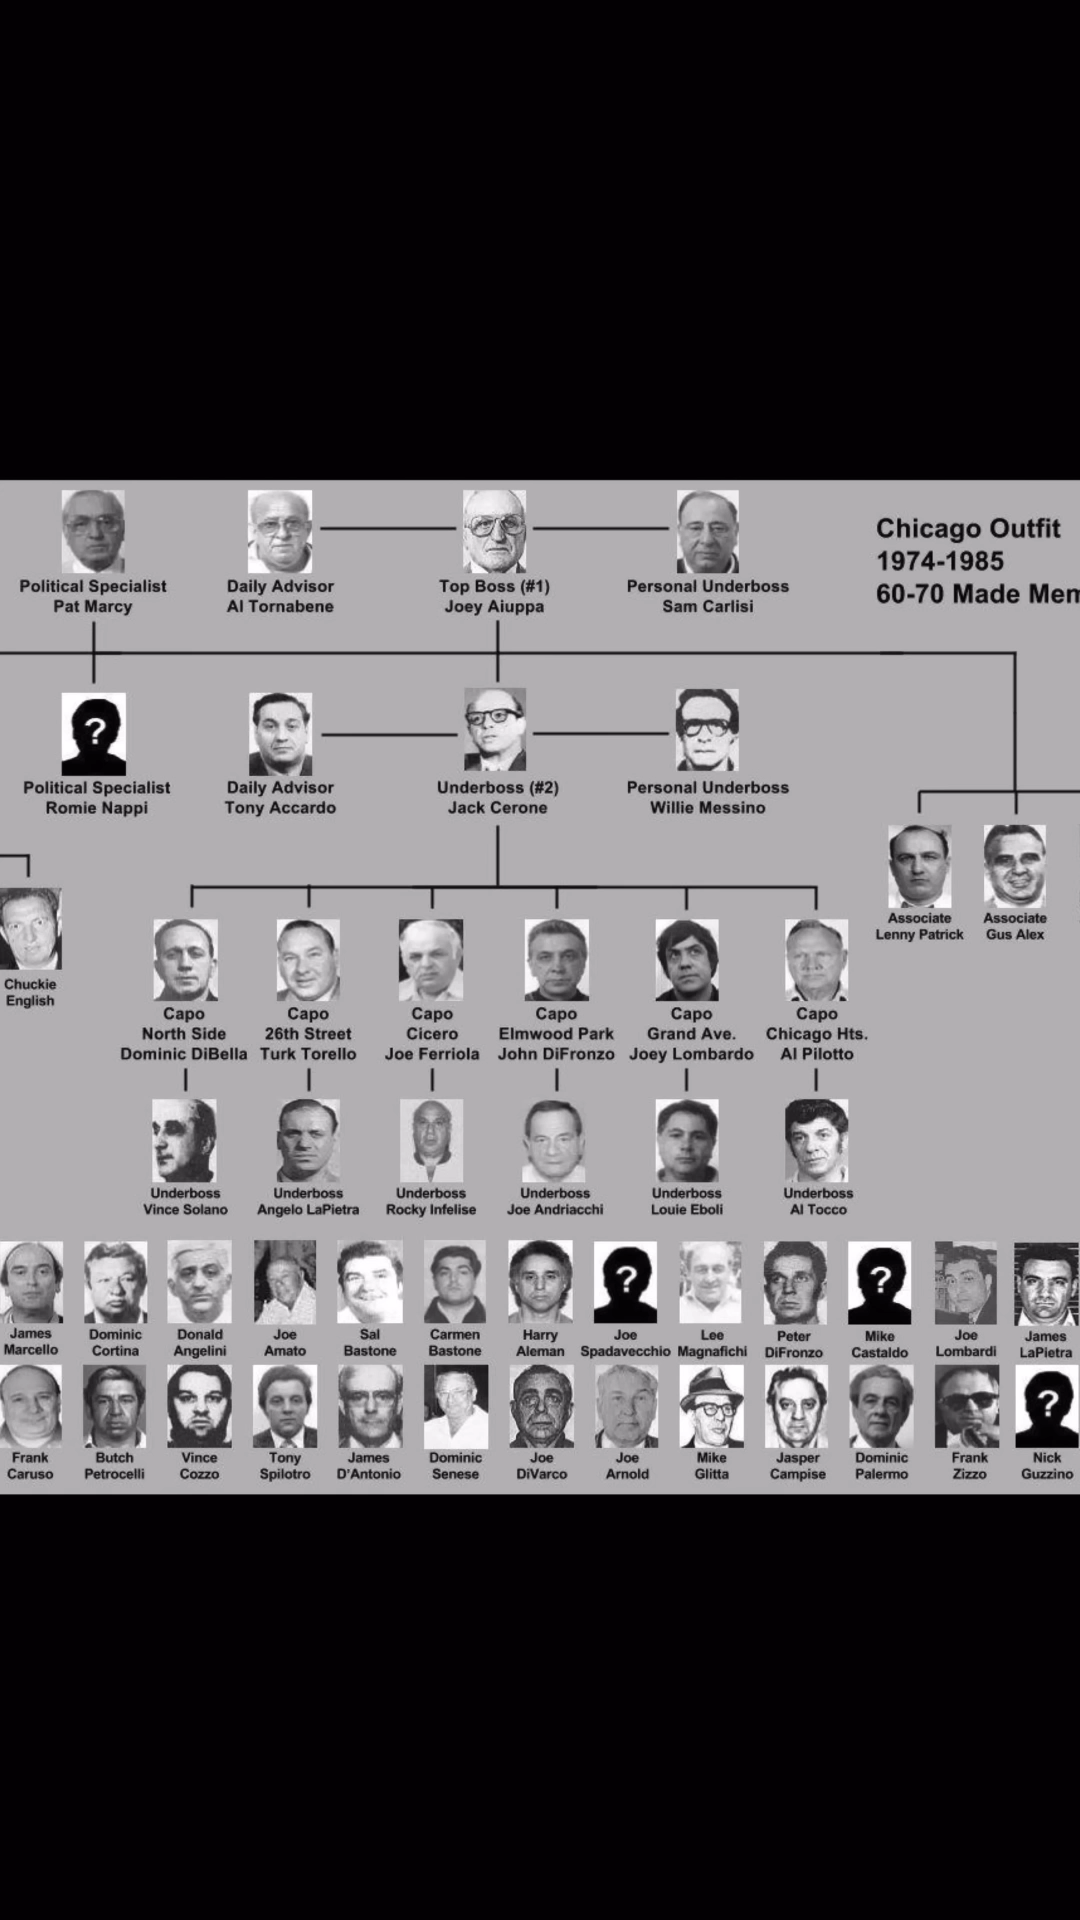 Chicago Outfit
1974-1985
60-70 Made Mem
Political Specialist
Pat Marcy
Daily Advisor
Al Tornabene
Top Boss (#1)
Joey Aiuppa
Personal Underboss
Sam Carlisi
?
Political Specialist
Romie Nappi
Daily Advisor
Tony Accardo
Underboss (#2)
Jack Cerone
Personal Underboss
Willie Messino
Associate
Lenny Patrick
Associate
Gus Alex
Chuckie
English
Capo
North Side
Dominic DiBella
Capo
26th Street
Turk Torello
Capo
Cicero
Joe Ferriola
Capo
Elmwood Park
John DiFronzo
Capo
Grand Ave.
Joey Lombardo
Capo
Chicago Hts.
Al Pilotto
Underboss
Vince Solano
Underboss
Angelo LaPietra
Underboss
Rocky Infelise
Underboss
Joe Andriacchi
Underboss
Louie Eboli
Underboss
Al Tocco
James
Marcello
Dominic
Cortina
Donald
Angelini
Joe
Amato
Sal
Bastone
Carmen
Bastone
Harry
Aleman
?
Joe
Spadavecchio
Lee
Magnafichi
Peter
DiFronzo
?
Mike
Castaldo
Joe
Lombardi
James
LaPietra
Frank
Caruso
Butch
Petrocelli
Vince
Cozzo
Tony
Spilotro
James
D'Antonio
Dominic
Senese
Joe
DiVarco
Joe
Arnold
Mike
Glitta
Jasper
Campise
Dominic
Palermo
Frank
Zizzo
?
Nick
Guzzino